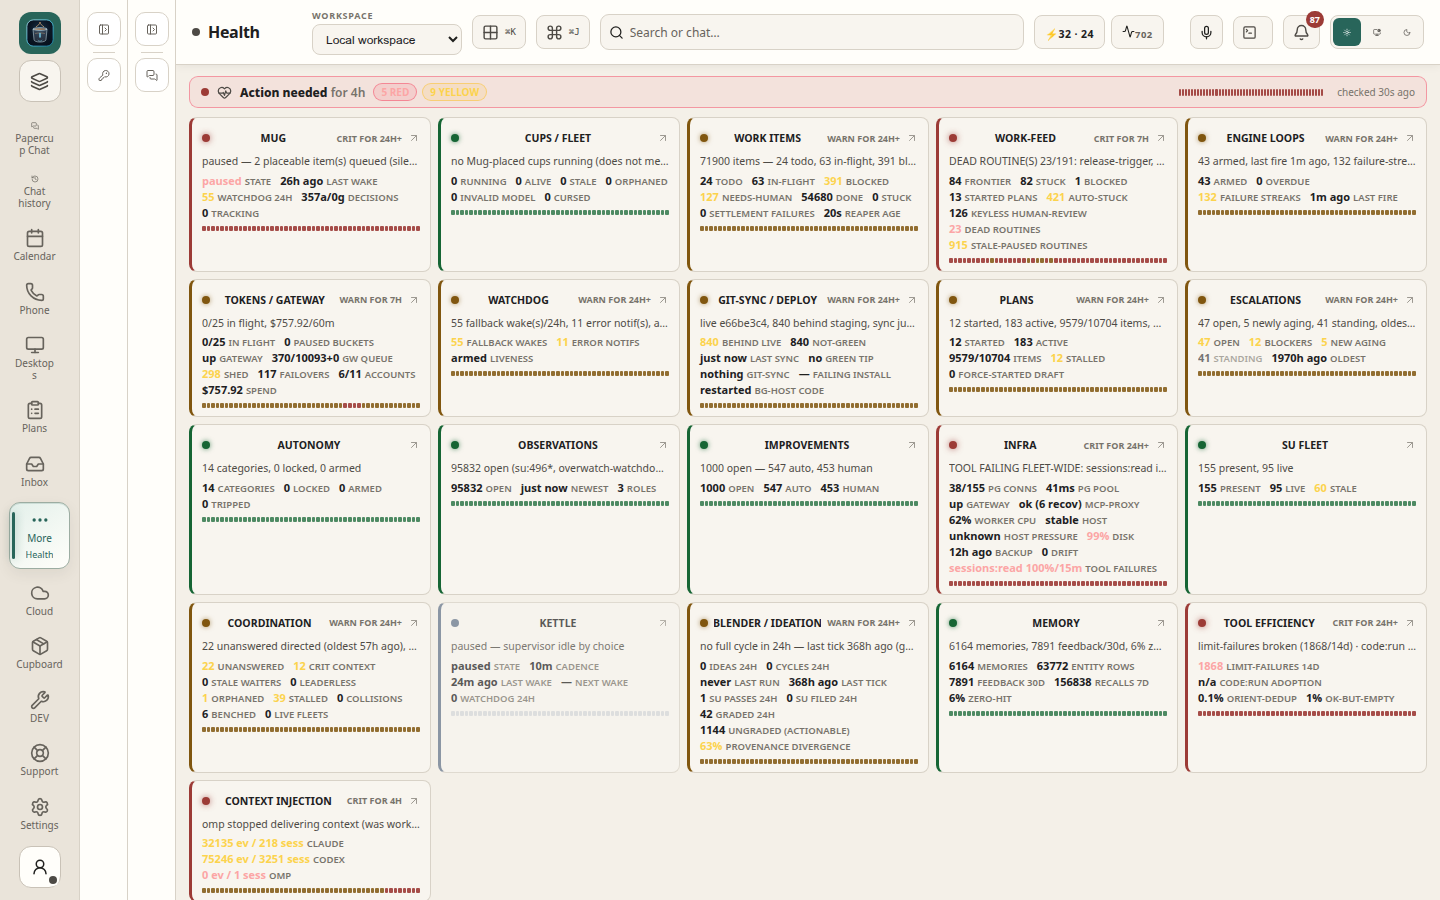 Health
WORKSPACE
Local workspace
⌘K
⌘J
Search or chat...
⚡32 · 24
702
87
Papercu
p Chat
Chat
history
Calendar
Phone
Desktop
s
Plans
Inbox
More
Health
Cloud
Cupboard
DEV
Support
Settings
Action needed for 4h 5 RED 9 YELLOW
checked 30s ago
MUG CRIT FOR 24H+
paused — 2 placeable item(s) queued (sile...
paused STATE 26h ago LAST WAKE
55 WATCHDOG 24H 357a/0g DECISIONS
0 TRACKING
CUPS / FLEET
no Mug-placed cups running (does not me...
0 RUNNING 0 ALIVE 0 STALE 0 ORPHANED
0 INVALID MODEL 0 CURSED
WORK ITEMS WARN FOR 24H+
71900 items — 24 todo, 63 in-flight, 391 bl...
24 TODO 63 IN-FLIGHT 391 BLOCKED
127 NEEDS-HUMAN 54680 DONE 0 STUCK
0 SETTLEMENT FAILURES 20s REAPER AGE
WORK-FEED CRIT FOR 7H
DEAD ROUTINE(S) 23/191: release-trigger, ...
84 FRONTIER 82 STUCK 1 BLOCKED
13 STARTED PLANS 421 AUTO-STUCK
126 KEYLESS HUMAN-REVIEW
23 DEAD ROUTINES
915 STALE-PAUSED ROUTINES
ENGINE LOOPS WARN FOR 24H+
43 armed, last fire 1m ago, 132 failure-stre...
43 ARMED 0 OVERDUE
132 FAILURE STREAKS 1m ago LAST FIRE
TOKENS / GATEWAY WARN FOR 7H
0/25 in flight, $757.92/60m
0/25 IN FLIGHT 0 PAUSED BUCKETS
up GATEWAY 370/10093+0 GW QUEUE
298 SHED 117 FAILOVERS 6/11 ACCOUNTS
$757.92 SPEND
WATCHDOG WARN FOR 24H+
55 fallback wake(s)/24h, 11 error notif(s), a...
55 FALLBACK WAKES 11 ERROR NOTIFS
armed LIVENESS
GIT-SYNC / DEPLOY WARN FOR 24H+
live e66be3c4, 840 behind staging, sync ju...
840 BEHIND LIVE 840 NOT-GREEN
just now LAST SYNC no GREEN TIP
nothing GIT-SYNC — FAILING INSTALL
restarted BG-HOST CODE
PLANS WARN FOR 24H+
12 started, 183 active, 9579/10704 items, ...
12 STARTED 183 ACTIVE
9579/10704 ITEMS 12 STALLED
0 FORCE-STARTED DRAFT
ESCALATIONS WARN FOR 24H+
47 open, 5 newly aging, 41 standing, oldes...
47 OPEN 12 BLOCKERS 5 NEW AGING
41 STANDING 1970h ago OLDEST
AUTONOMY
14 categories, 0 locked, 0 armed
14 CATEGORIES 0 LOCKED 0 ARMED
0 TRIPPED
OBSERVATIONS
95832 open (su:496*, overwatch-watchdo...
95832 OPEN just now NEWEST 3 ROLES
IMPROVEMENTS
1000 open — 547 auto, 453 human
1000 OPEN 547 AUTO 453 HUMAN
INFRA CRIT FOR 24H+
TOOL FAILING FLEET-WIDE: sessions:read i...
38/155 PG CONNS 41ms PG POOL
up GATEWAY ok (6 recov) MCP-PROXY
62% WORKER CPU stable HOST
unknown HOST PRESSURE 99% DISK
12h ago BACKUP 0 DRIFT
sessions:read 100%/15m TOOL FAILURES
SU FLEET
155 present, 95 live
155 PRESENT 95 LIVE 60 STALE
COORDINATION WARN FOR 24H+
22 unanswered directed (oldest 57h ago), ...
22 UNANSWERED 12 CRIT CONTEXT
0 STALE WAITERS 0 LEADERLESS
1 ORPHANED 39 STALLED 0 COLLISIONS
6 BENCHED 0 LIVE FLEETS
KETTLE
paused — supervisor idle by choice
paused STATE 10m CADENCE
24m ago LAST WAKE — NEXT WAKE
0 WATCHDOG 24H
BLENDER / IDEATION WARN FOR 24H+
no full cycle in 24h — last tick 368h ago (g...
0 IDEAS 24H 0 CYCLES 24H
never LAST RUN 368h ago LAST TICK
1 SU PASSES 24H 0 SU FILED 24H
42 GRADED 24H
1144 UNGRADED (ACTIONABLE)
63% PROVENANCE DIVERGENCE
MEMORY
6164 memories, 7891 feedback/30d, 6% z...
6164 MEMORIES 63772 ENTITY ROWS
7891 FEEDBACK 30D 156838 RECALLS 7D
6% ZERO-HIT
TOOL EFFICIENCY CRIT FOR 24H+
limit-failures broken (1868/14d) · code:run ...
1868 LIMIT-FAILURES 14D
n/a CODE:RUN ADOPTION
0.1% ORIENT-DEDUP 1% OK-BUT-EMPTY
CONTEXT INJECTION CRIT FOR 4H
omp stopped delivering context (was work...
32135 ev / 218 sess CLAUDE
75246 ev / 3251 sess CODEX
0 ev / 1 sess OMP